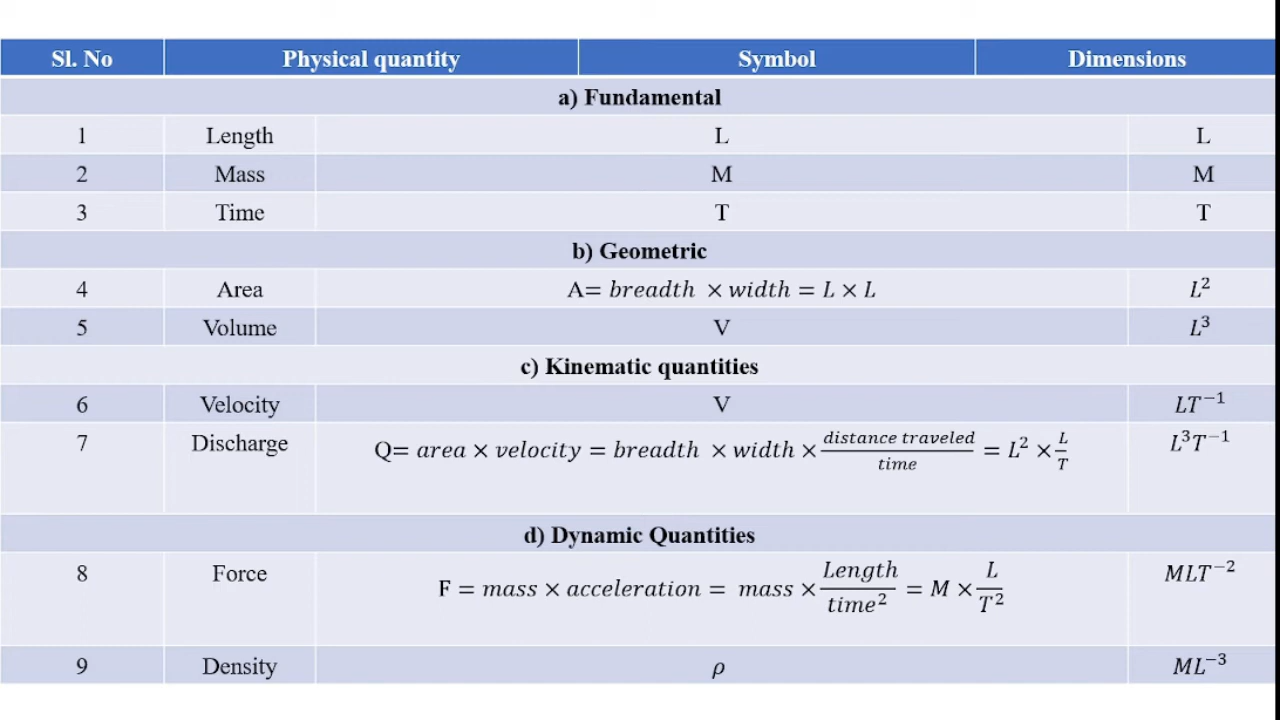 Sl. No Physical quantity Symbol Dimensions
a) Fundamental
1 Length L L
2 Mass M M
3 Time T T
b) Geometric
4 Area A= breadth × width = L × L L²
5 Volume V L³
c) Kinematic quantities
6 Velocity V LT⁻¹
7 Discharge Q= area × velocity = breadth × width × distance traveled/time = L² × L/T L³T⁻¹
d) Dynamic Quantities
8 Force F = mass × acceleration = mass × Length/time² = M × L/T² MLT⁻²
9 Density ρ ML⁻³